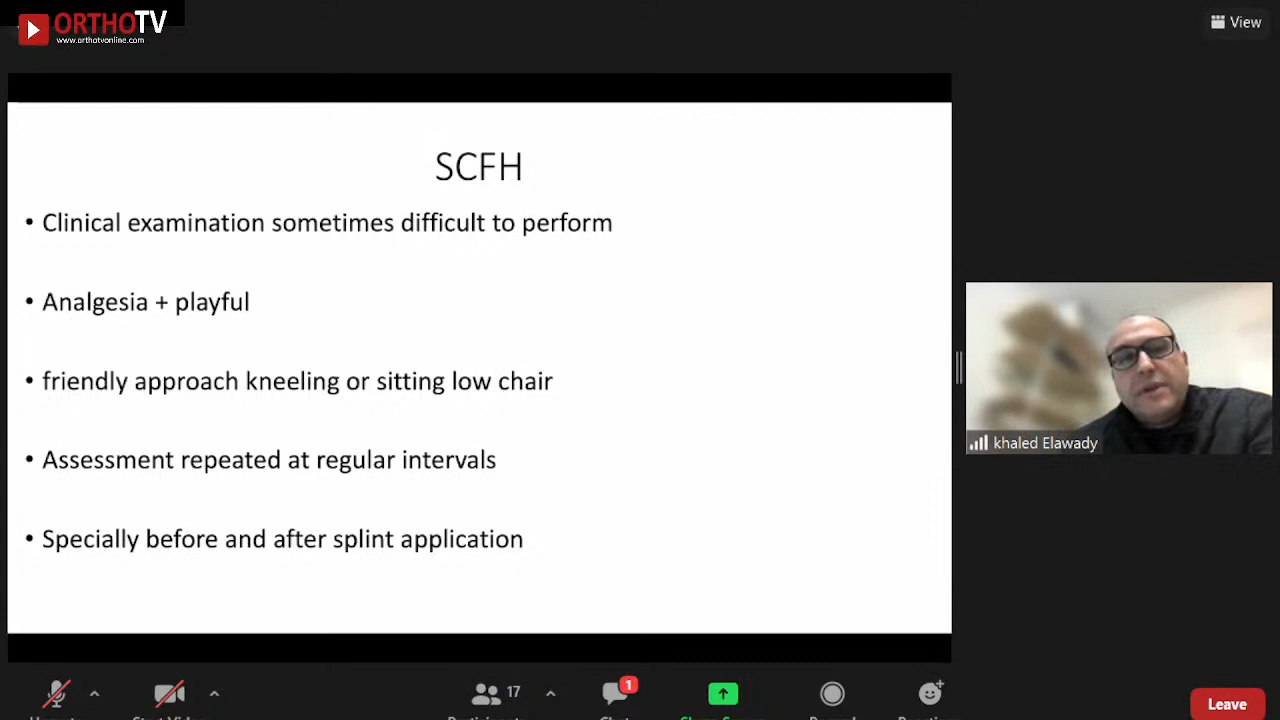 ORTHOTV
www.orthotvonline.com
View
SCFH
• Clinical examination sometimes difficult to perform
• Analgesia + playful
• friendly approach kneeling or sitting low chair
• Assessment repeated at regular intervals
• Specially before and after splint application
khaled Elawady
17
1
Leave